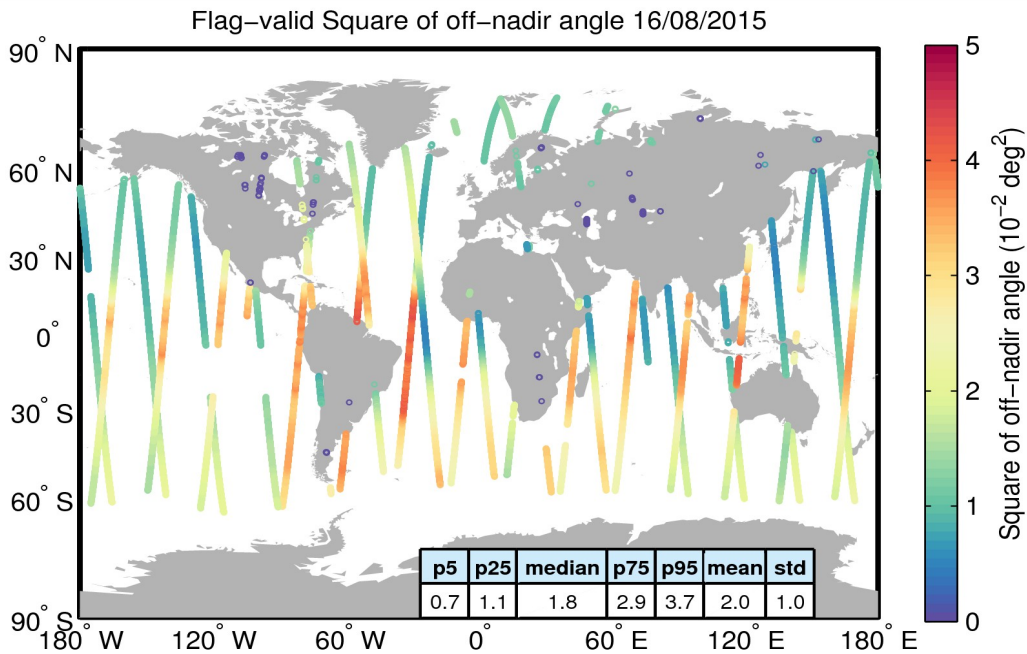 Flag−valid Square of off−nadir angle 16/08/2015
90° N
60° N
30° N
0°
30° S
60° S
90° S
180° W
120° W
60° W
0°
60° E
120° E
180° E
p5 p25 median p75 p95 mean std
0.7 1.1 1.8 2.9 3.7 2.0 1.0
5
4
3
2
1
0
Square of off−nadir angle (10⁻² deg²)